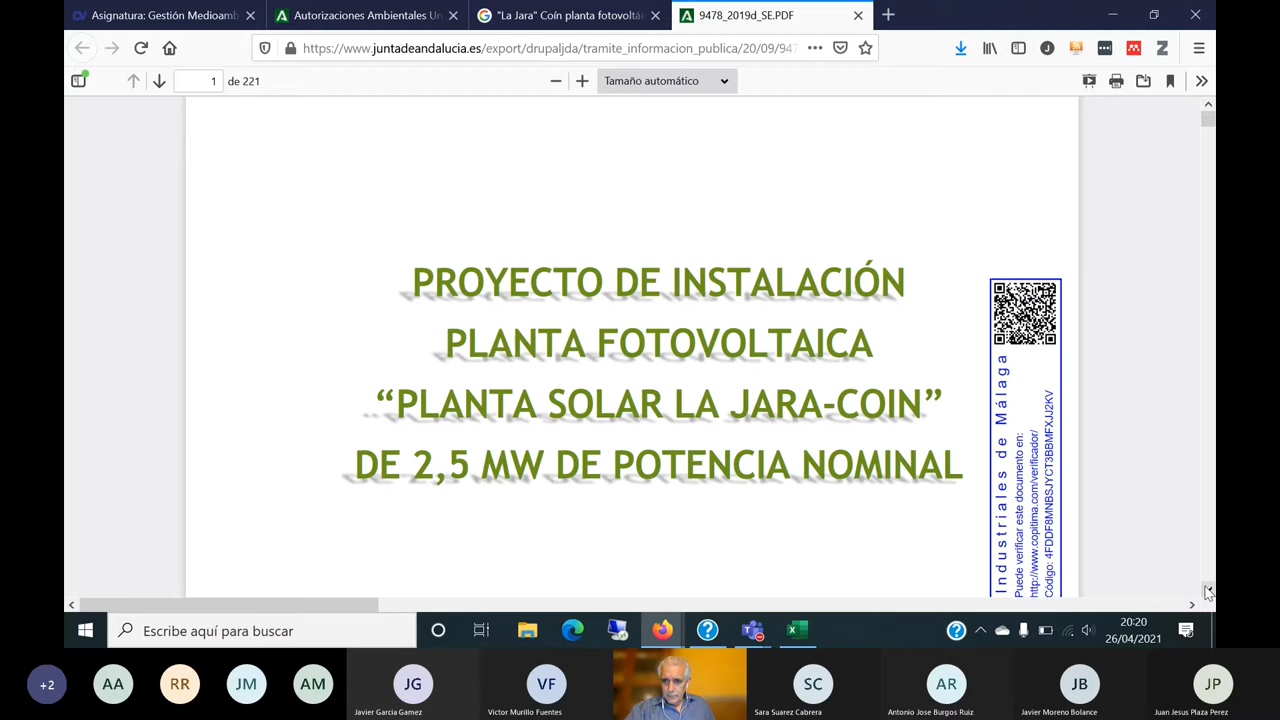 Asignatura: Gestión Medioamb
Autorizaciones Ambientales Un
"La Jara" Coín planta fotovoltái
9478_2019d_SE.PDF
https://www.juntadeandalucia.es/export/drupaljda/tramite_informacion_publica/20/09/947
1
de 221
Tamaño automático
PROYECTO DE INSTALACIÓN
PLANTA FOTOVOLTAICA
“PLANTA SOLAR LA JARA-COIN”
DE 2,5 MW DE POTENCIA NOMINAL
Industriales de Málaga
Puede verificar este documento en:
http://www.copitima.com/verificador/
Código: 4FDDF8MNBSJYCT3BBMFXJJ2KV
Escribe aquí para buscar
20:20
26/04/2021
+2
AA
RR
JM
AM
JG
Javier Garcia Gamez
VF
Victor Murillo Fuentes
SC
Sara Suarez Cabrera
AR
Antonio Jose Burgos Ruiz
JB
Javier Moreno Bolance
JP
Juan Jesus Plaza Perez